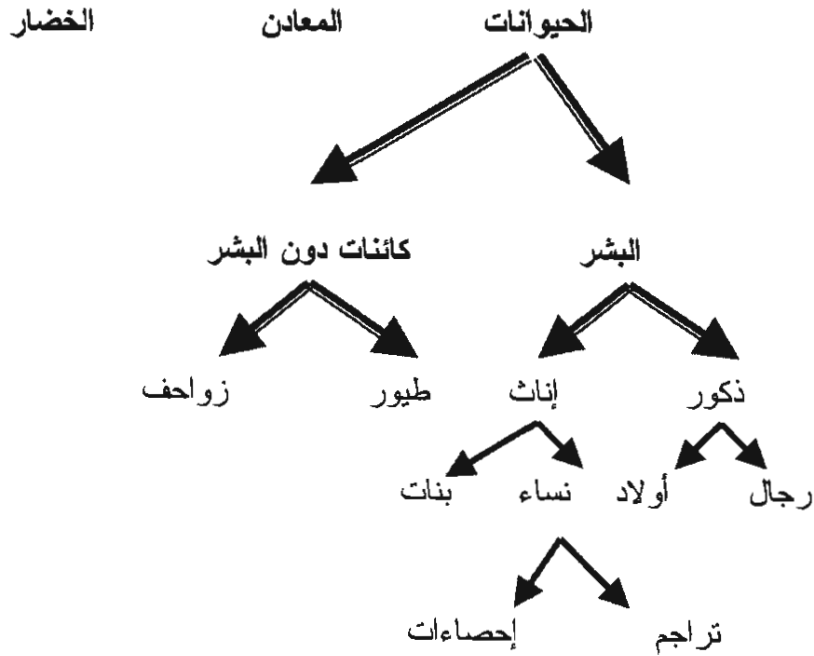 الحيوانات المعادن الخضار
البشر كائنات دون البشر
ذكور إناث طيور زواحف
رجال أولاد نساء بنات
تراجم إحصاءات